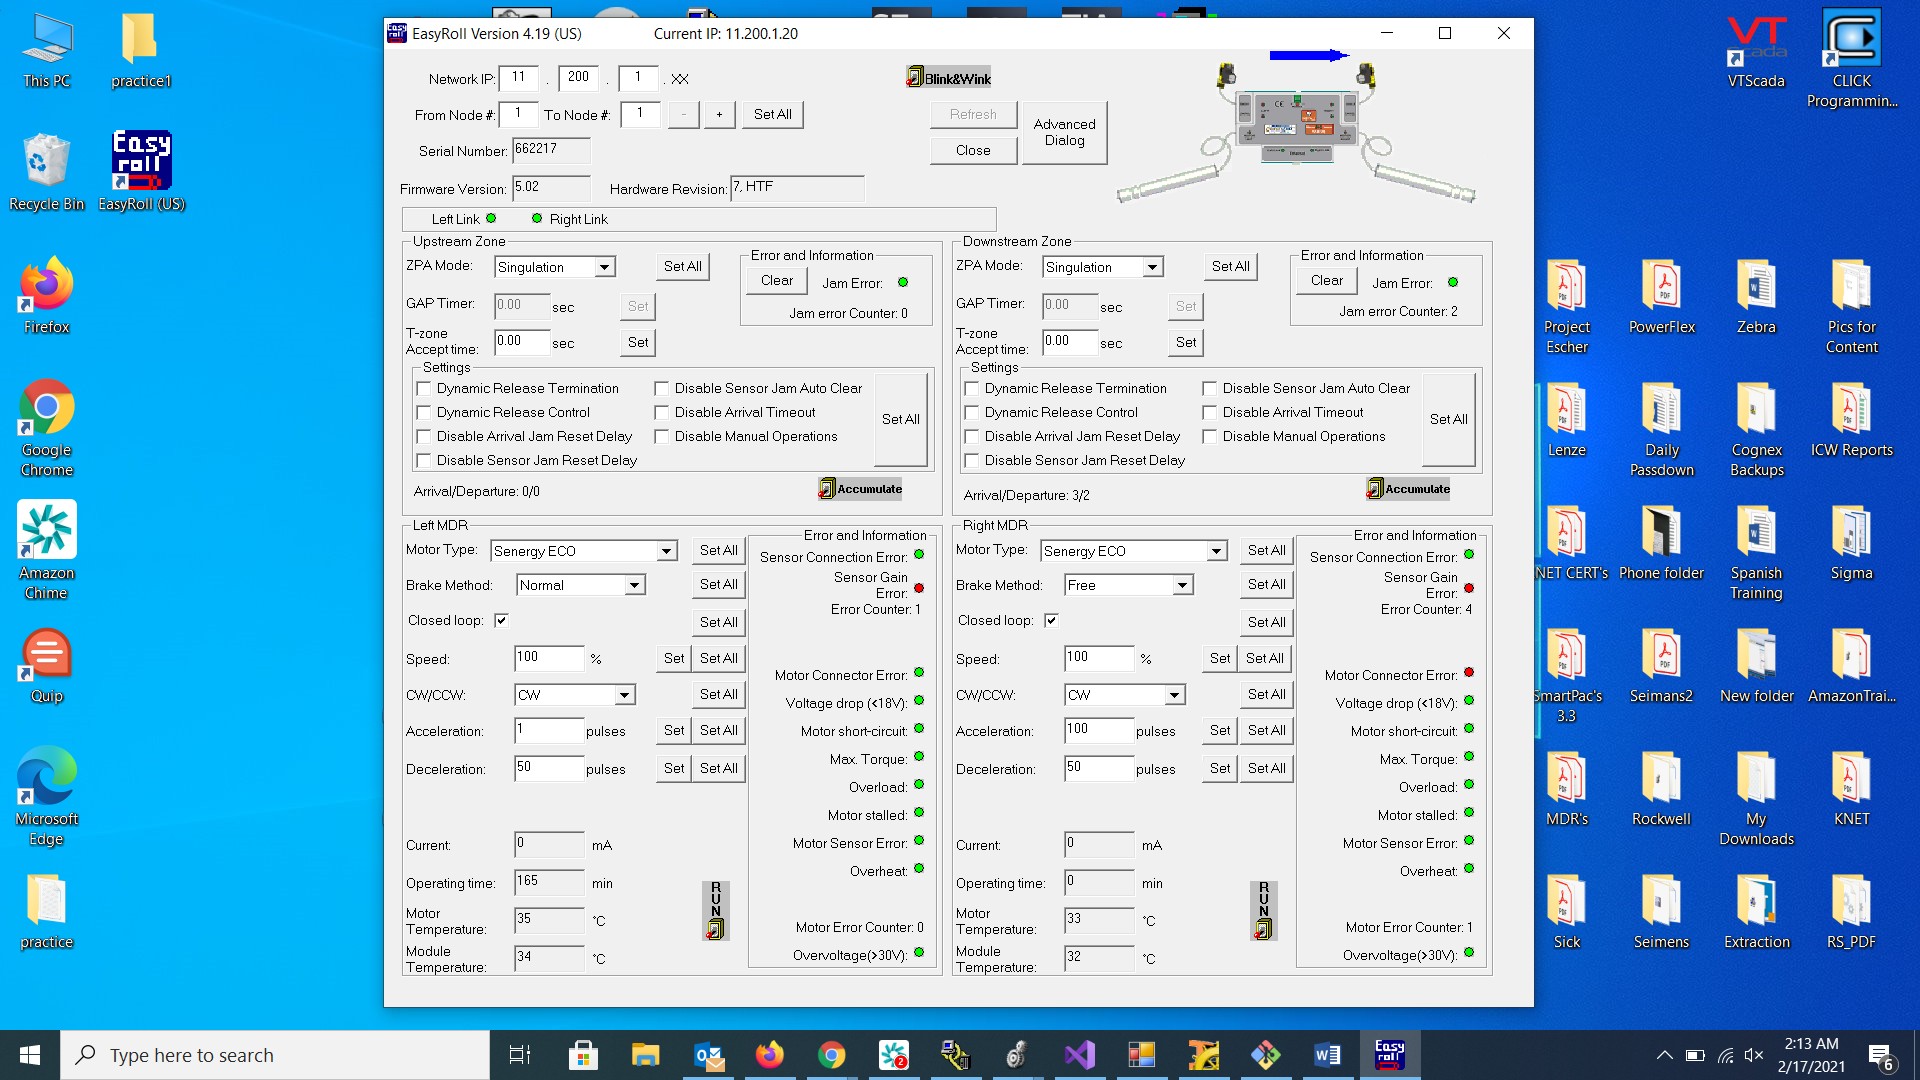 EasyRoll Version 4.19 (US)
Current IP: 11.200.1.20
Network IP: 11 . 200 . 1 . XX
Blink&Wink
From Node #: 1 To Node #: 1 - + Set All
Refresh
Close
Advanced
Dialog
Serial Number: 662217
Firmware Version: 5.02 Hardware Revision: 7, HTF
Left Link Right Link
Upstream Zone
ZPA Mode: Singulation Set All
GAP Timer: 0.00 sec Set
T-zone
Accept time: 0.00 sec Set
Error and Information
Clear Jam Error:
Jam error Counter: 0
Settings
Dynamic Release Termination
Dynamic Release Control
Disable Arrival Jam Reset Delay
Disable Sensor Jam Reset Delay
Disable Sensor Jam Auto Clear
Disable Arrival Timeout
Disable Manual Operations
Set All
Arrival/Departure: 0/0
Accumulate
Downstream Zone
ZPA Mode: Singulation Set All
GAP Timer: 0.00 sec Set
T-zone
Accept time: 0.00 sec Set
Error and Information
Clear Jam Error:
Jam error Counter: 2
Settings
Dynamic Release Termination
Dynamic Release Control
Disable Arrival Jam Reset Delay
Disable Sensor Jam Reset Delay
Disable Sensor Jam Auto Clear
Disable Arrival Timeout
Disable Manual Operations
Set All
Arrival/Departure: 3/2
Accumulate
Left MDR
Motor Type: Senergy ECO Set All
Brake Method: Normal Set All
Closed loop: Set All
Speed: 100 % Set Set All
CW/CCW: CW Set All
Acceleration: 1 pulses Set Set All
Deceleration: 50 pulses Set Set All
Current: 0 mA
Operating time: 165 min
Motor
Temperature: 35 °C
Module
Temperature: 34 °C
RUN
Error and Information
Sensor Connection Error:
Sensor Gain
Error:
Error Counter: 1
Motor Connector Error:
Voltage drop (<18V):
Motor short-circuit:
Max. Torque:
Overload:
Motor stalled:
Motor Sensor Error:
Overheat:
Motor Error Counter: 0
Overvoltage(>30V):
Right MDR
Motor Type: Senergy ECO Set All
Brake Method: Free Set All
Closed loop: Set All
Speed: 100 % Set Set All
CW/CCW: CW Set All
Acceleration: 100 pulses Set Set All
Deceleration: 50 pulses Set Set All
Current: 0 mA
Operating time: 0 min
Motor
Temperature: 33 °C
Module
Temperature: 32 °C
RUN
Error and Information
Sensor Connection Error:
Sensor Gain
Error:
Error Counter: 4
Motor Connector Error:
Voltage drop (<18V):
Motor short-circuit:
Max. Torque:
Overload:
Motor stalled:
Motor Sensor Error:
Overheat:
Motor Error Counter: 1
Overvoltage(>30V):
This PC
practice1
Recycle Bin
Easy
roll
EasyRoll (US)
Firefox
Google
Chrome
Amazon
Chime
Quip
Microsoft
Edge
practice
VTScada
CLICK
Programmin...
Project
Escher
PowerFlex
Zebra
Pics for
Content
Lenze
Daily
Passdown
Cognex
Backups
ICW Reports
NET CERT's
Phone folder
Spanish
Training
Sigma
SmartPac's
3.3
Seimans2
New folder
AmazonTrai...
MDR's
Rockwell
My
Downloads
KNET
Sick
Seimens
Extraction
RS_PDF
Type here to search
2
Easy
roll
2:13 AM
2/17/2021
6